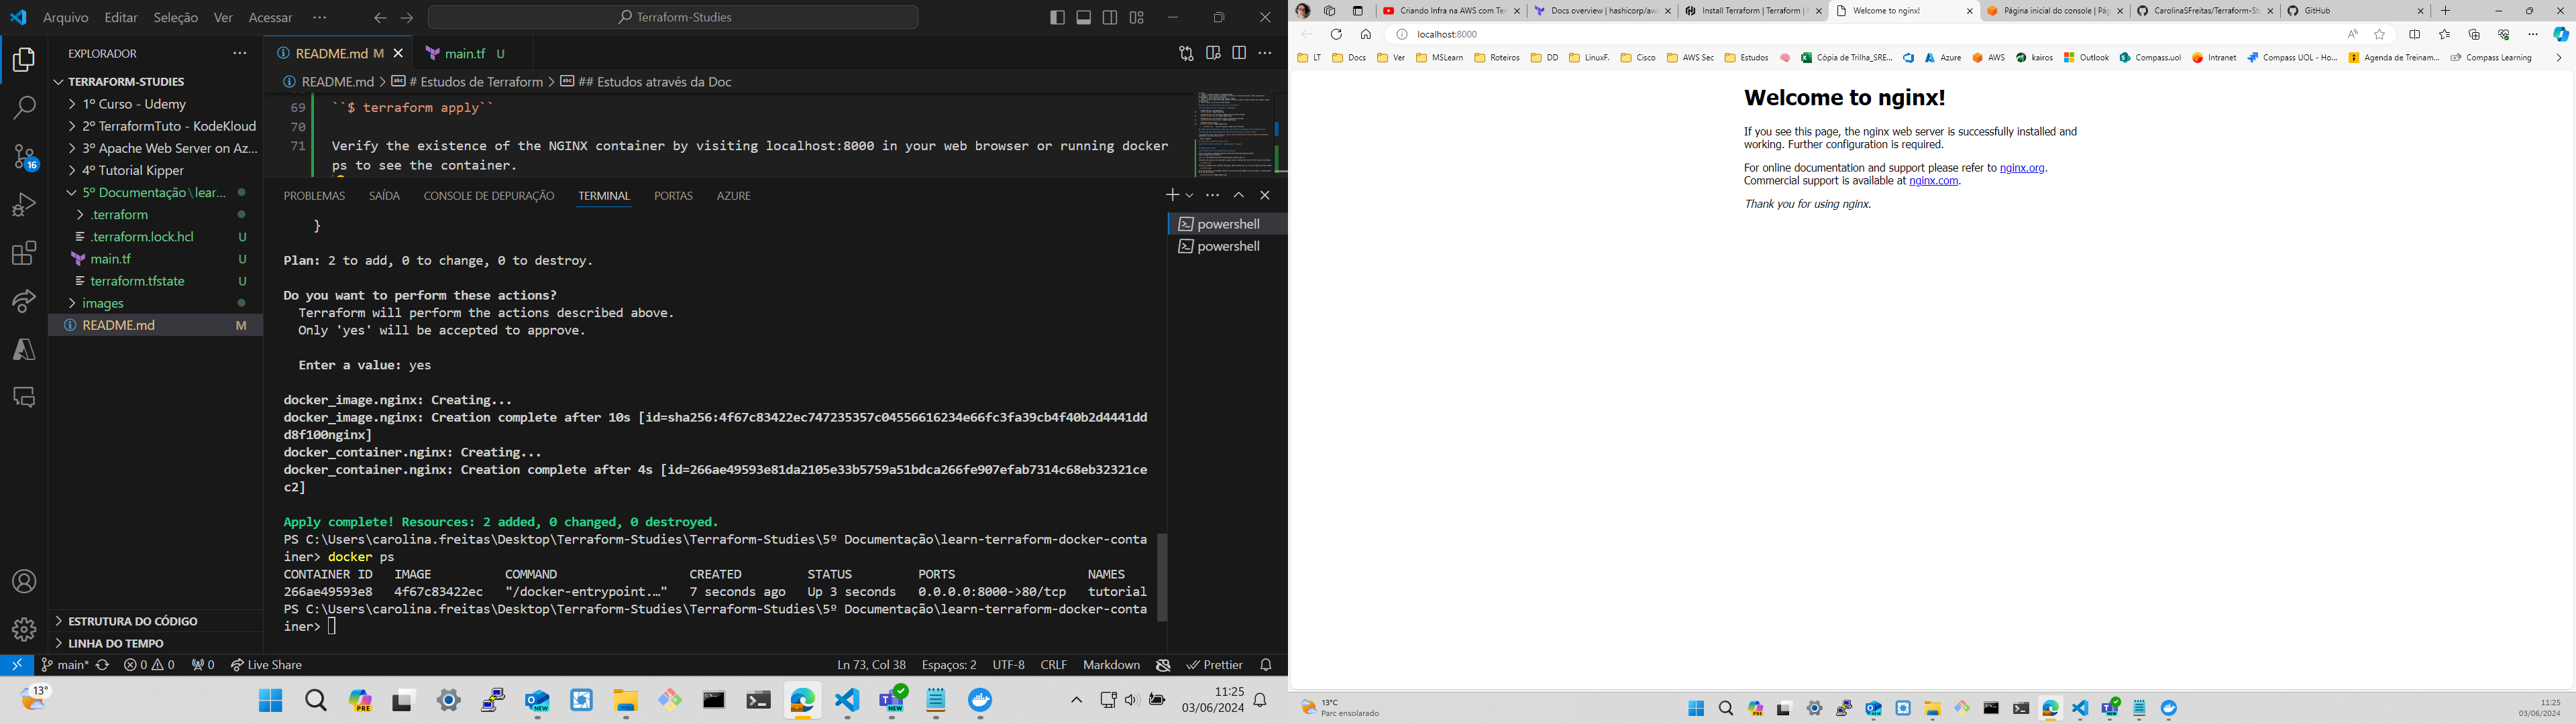 Arquivo Editar Seleção Ver Acessar ··· Terraform-Studies
EXPLORADOR
TERRAFORM-STUDIES
1º Curso - Udemy
2º TerraformTuto - KodeKloud
3º Apache Web Server on Az...
4º Tutorial Kipper
5º Documentação \ lear...
.terraform
.terraform.lock.hcl U
main.tf U
terraform.tfstate U
images
README.md M
ESTRUTURA DO CÓDIGO
LINHA DO TEMPO
16
README.md M main.tf U
README.md > # Estudos de Terraform > ## Estudos através da Doc
69 ``$ terraform apply``
70
71 Verify the existence of the NGINX container by visiting localhost:8000 in your web browser or running docker
ps to see the container.
PROBLEMAS SAÍDA CONSOLE DE DEPURAÇÃO TERMINAL PORTAS AZURE
powershell
powershell
}
Plan: 2 to add, 0 to change, 0 to destroy.
Do you want to perform these actions?
Terraform will perform the actions described above.
Only 'yes' will be accepted to approve.
Enter a value: yes
docker_image.nginx: Creating...
docker_image.nginx: Creation complete after 10s [id=sha256:4f67c83422ec747235357c04556616234e66fc3fa39cb4f40b2d4441dd
d8f100nginx]
docker_container.nginx: Creating...
docker_container.nginx: Creation complete after 4s [id=266ae49593e81da2105e33b5759a51bdca266fe907efab7314c68eb32321ce
c2]
Apply complete! Resources: 2 added, 0 changed, 0 destroyed.
PS C:\Users\carolina.freitas\Desktop\Terraform-Studies\Terraform-Studies\5º Documentação\learn-terraform-docker-conta
iner> docker ps
CONTAINER ID IMAGE COMMAND CREATED STATUS PORTS NAMES
266ae49593e8 4f67c83422ec "/docker-entrypoint.…" 7 seconds ago Up 3 seconds 0.0.0.0:8000->80/tcp tutorial
PS C:\Users\carolina.freitas\Desktop\Terraform-Studies\Terraform-Studies\5º Documentação\learn-terraform-docker-conta
iner>
main* 0 0 0 Live Share Ln 73, Col 38 Espaços: 2 UTF-8 CRLF Markdown Prettier
13° PRE NEW NEW 11:25
03/06/2024
Criando Infra na AWS com Ter Docs overview | hashicorp/aw Install Terraform | Terraform | Welcome to nginx! Página inicial do console | Pág CarolinaSFreitas/Terraform-Stu GitHub
localhost:8000
LT Docs Ver MSLearn Roteiros DD LinuxF. Cisco AWS Sec Estudos Cópia de Trilha_SRE... Azure AWS kairos Outlook Compass.uol Intranet Compass UOL - Ho... Agenda de Treinam... Compass Learning
Welcome to nginx!
If you see this page, the nginx web server is successfully installed and
working. Further configuration is required.
For online documentation and support please refer to nginx.org.
Commercial support is available at nginx.com.
Thank you for using nginx.
13°C
Parc ensolarado
11:25
03/06/2024